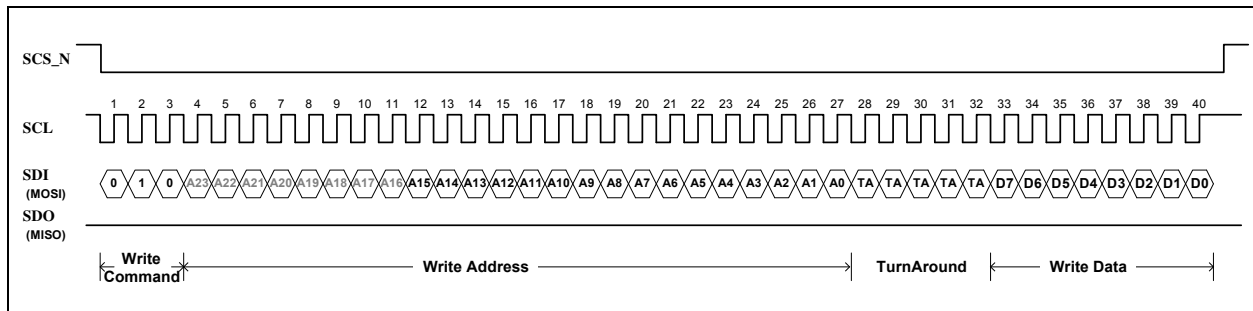 SCS_N
1 2 3 4 5 6 7 8 9 10 11 12 13 14 15 16 17 18 19 20 21 22 23 24 25 26 27 28 29 30 31 32 33 34 35 36 37 38 39 40
SCL
SDI
(MOSI)
0 1 0 A23 A22 A21 A20 A19 A18 A17 A16 A15 A14 A13 A12 A11 A10 A9 A8 A7 A6 A5 A4 A3 A2 A1 A0 TA TA TA TA TA D7 D6 D5 D4 D3 D2 D1 D0
SDO
(MISO)
Write
Command
Write Address
TurnAround
Write Data